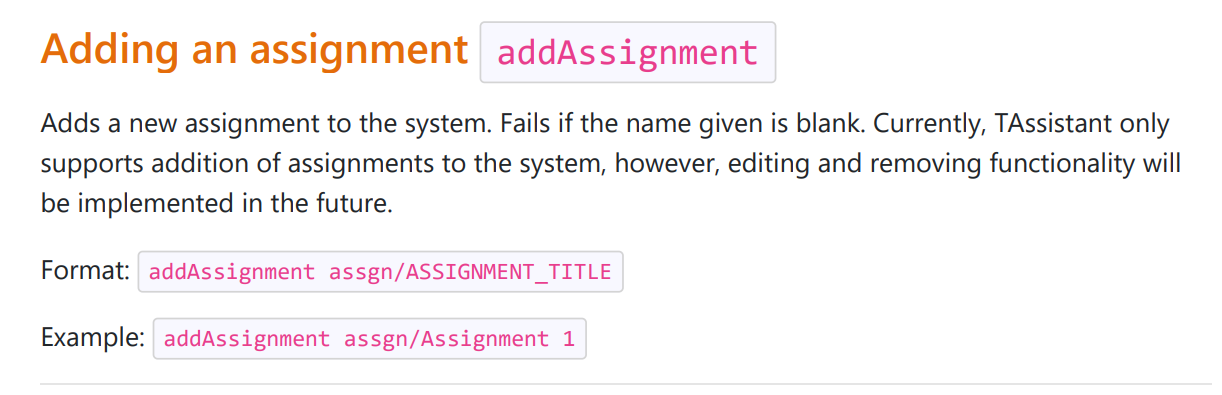 Adding an assignment addAssignment
Adds a new assignment to the system. Fails if the name given is blank. Currently, TAssistant only
supports addition of assignments to the system, however, editing and removing functionality will
be implemented in the future.
Format: addAssignment assgn/ASSIGNMENT_TITLE
Example: addAssignment assgn/Assignment 1